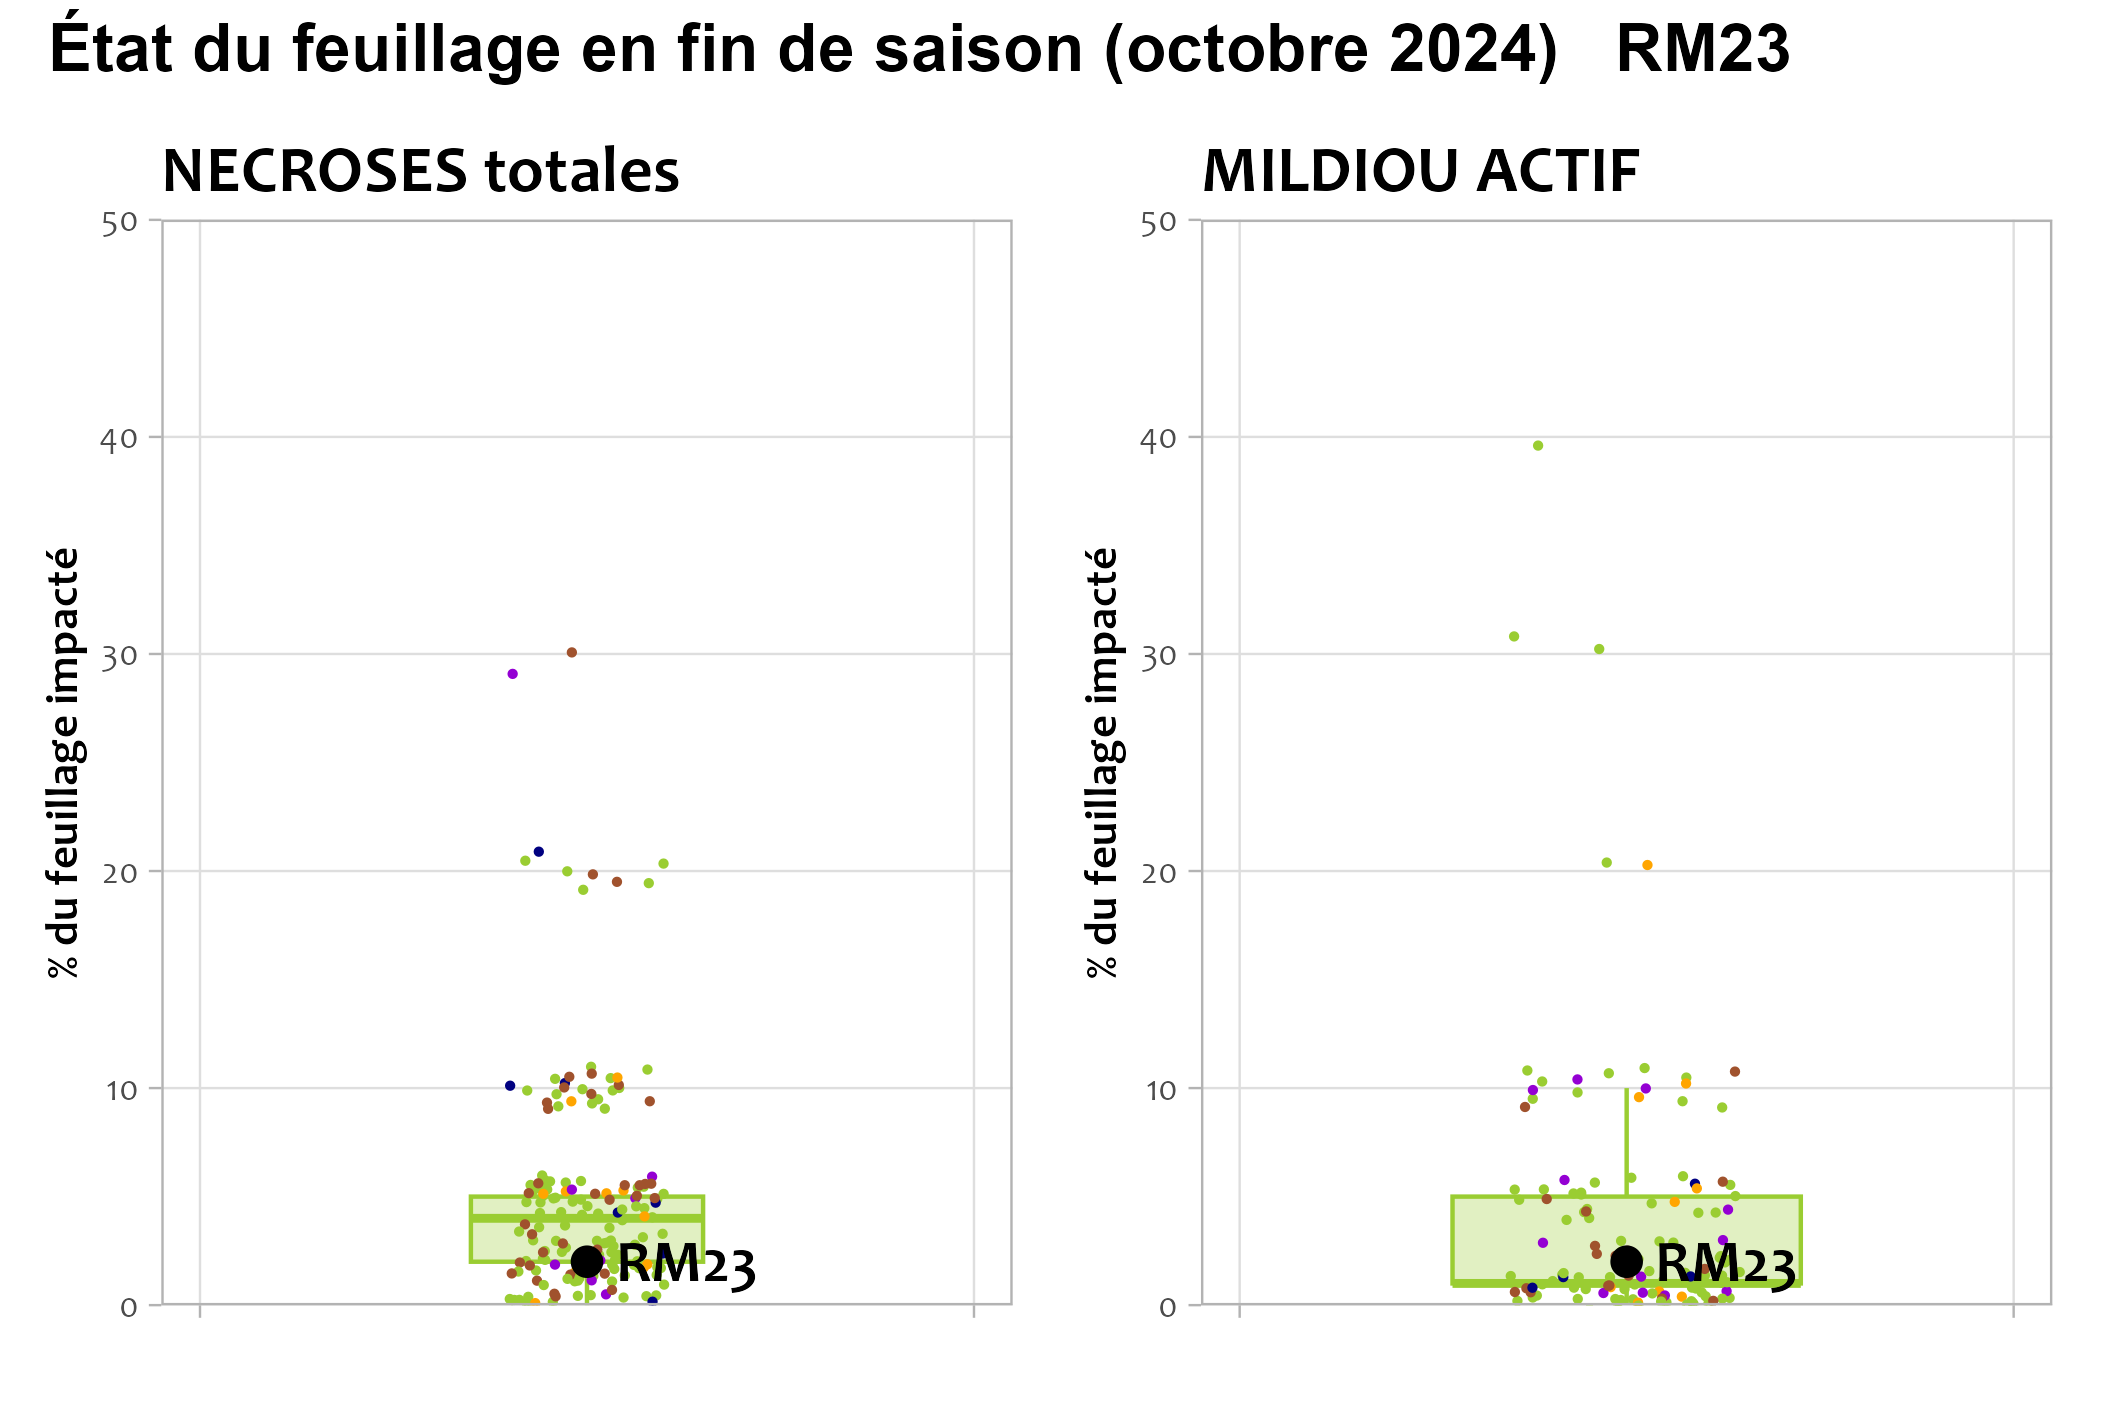 État du feuillage en fin de saison (octobre 2024) RM23
NECROSES totales
MILDIOU ACTIF
% du feuillage impacté
50
40
30
20
10
0
RM23
% du feuillage impacté
50
40
30
20
10
0
RM23